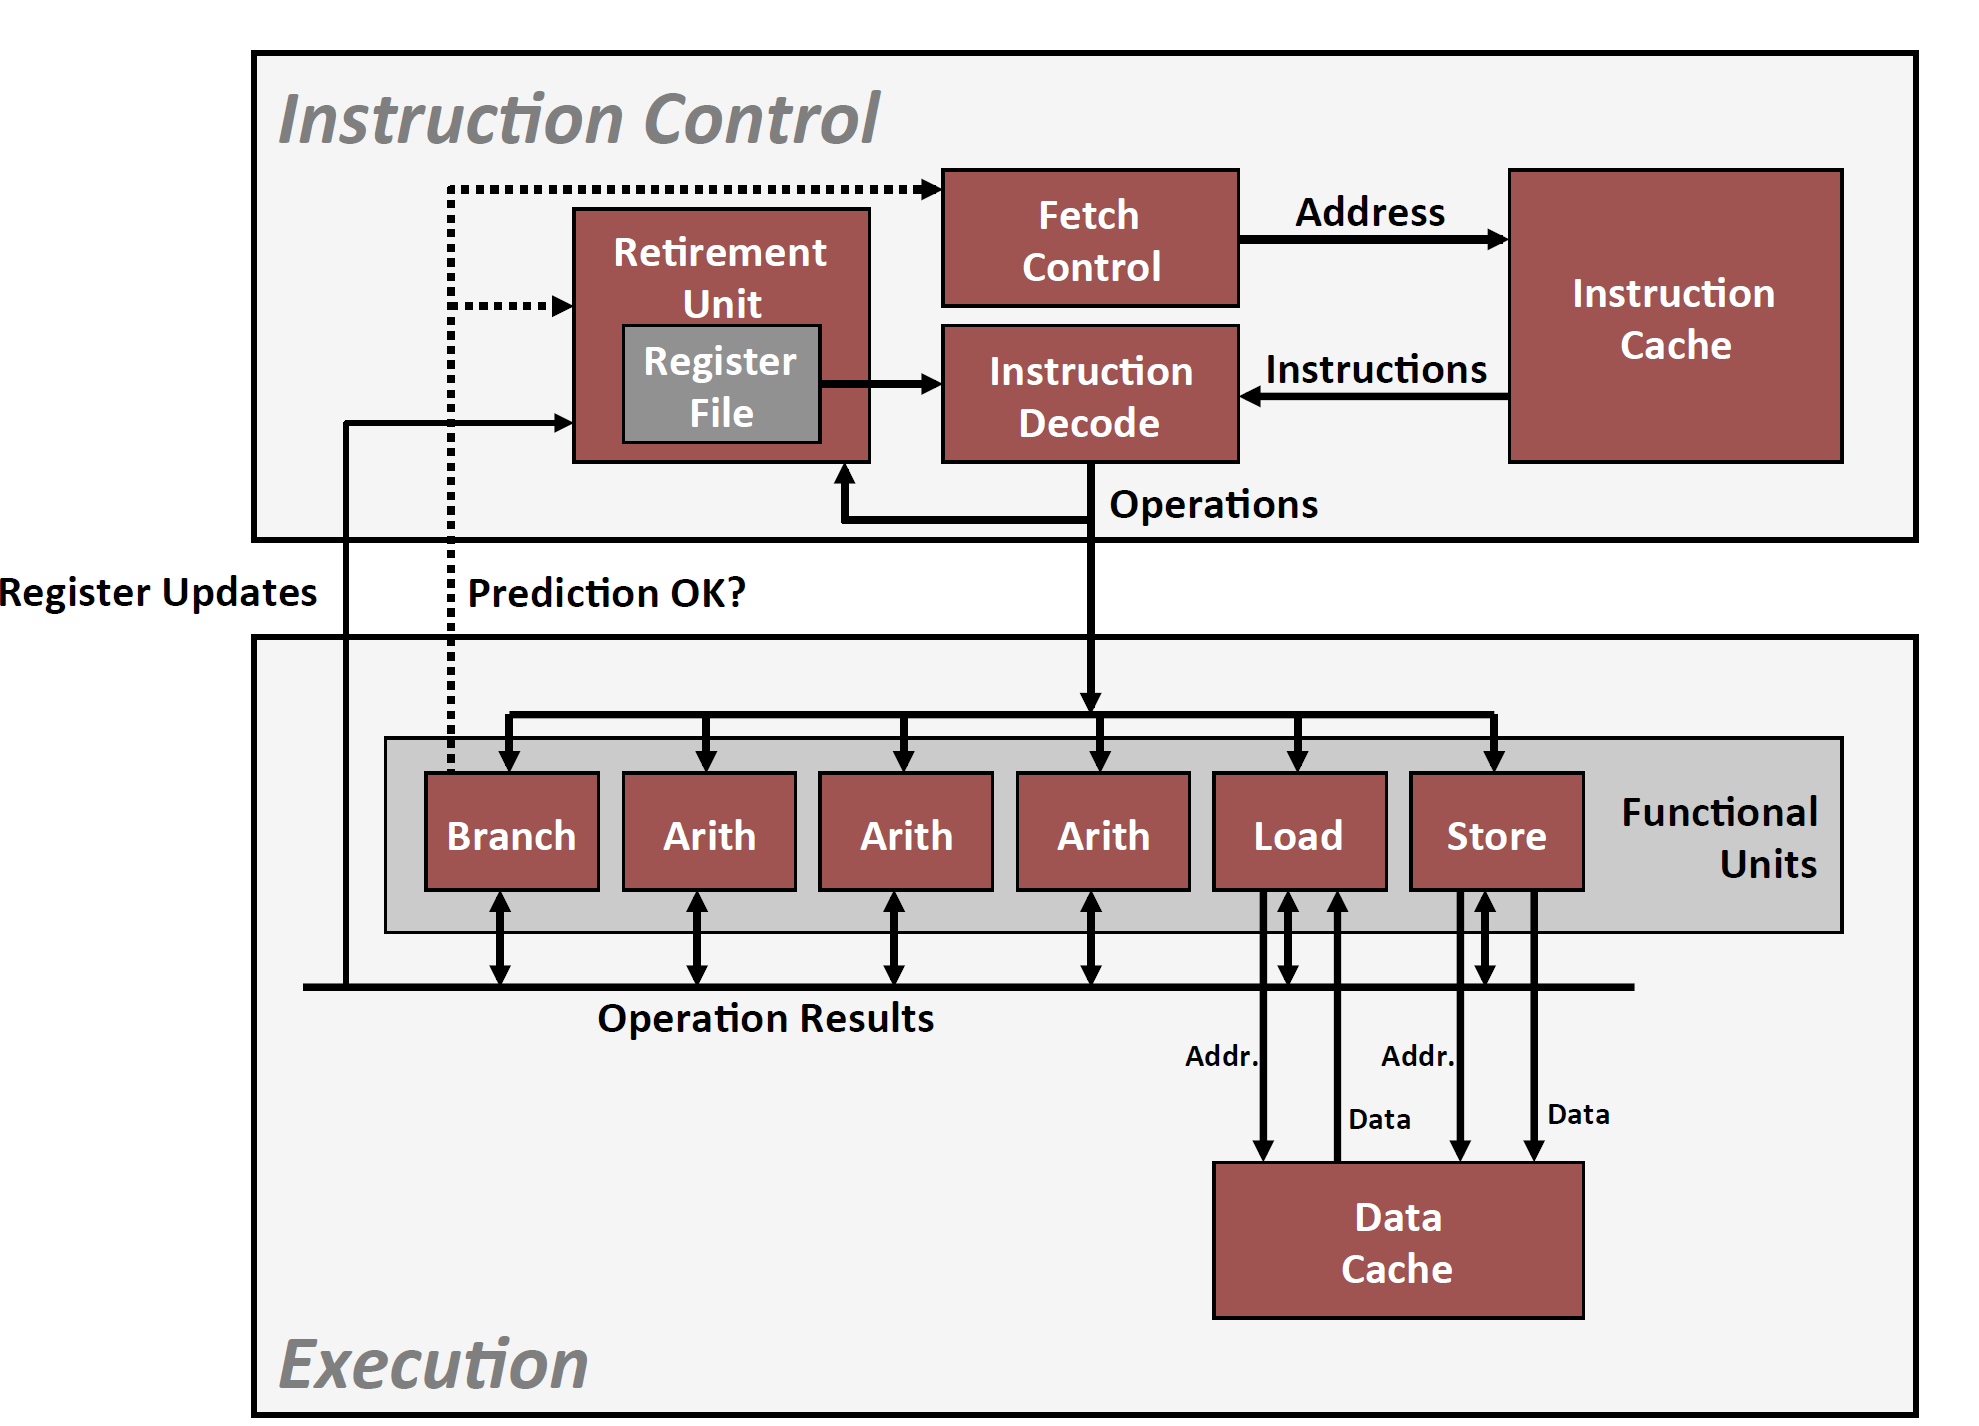 Instruction Control
Fetch
Control
Address
Instruction
Cache
Retirement
Unit
Register
File
Instruction
Decode
Instructions
Operations
Register Updates
Prediction OK?
Branch
Arith
Arith
Arith
Load
Store
Functional
Units
Operation Results
Addr.
Addr.
Data
Data
Data
Cache
Execution